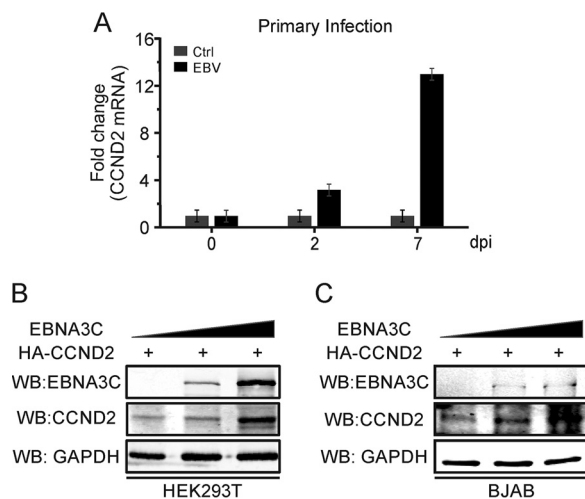 A
Primary Infection
Ctrl
EBV
Fold change
(CCND2 mRNA)
16
12
8
4
0
0 2 7 dpi
B
EBNA3C
HA-CCND2 + + +
WB:EBNA3C
WB:CCND2
WB: GAPDH
HEK293T
C
EBNA3C
HA-CCND2 + + +
WB:EBNA3C
WB:CCND2
WB: GAPDH
BJAB